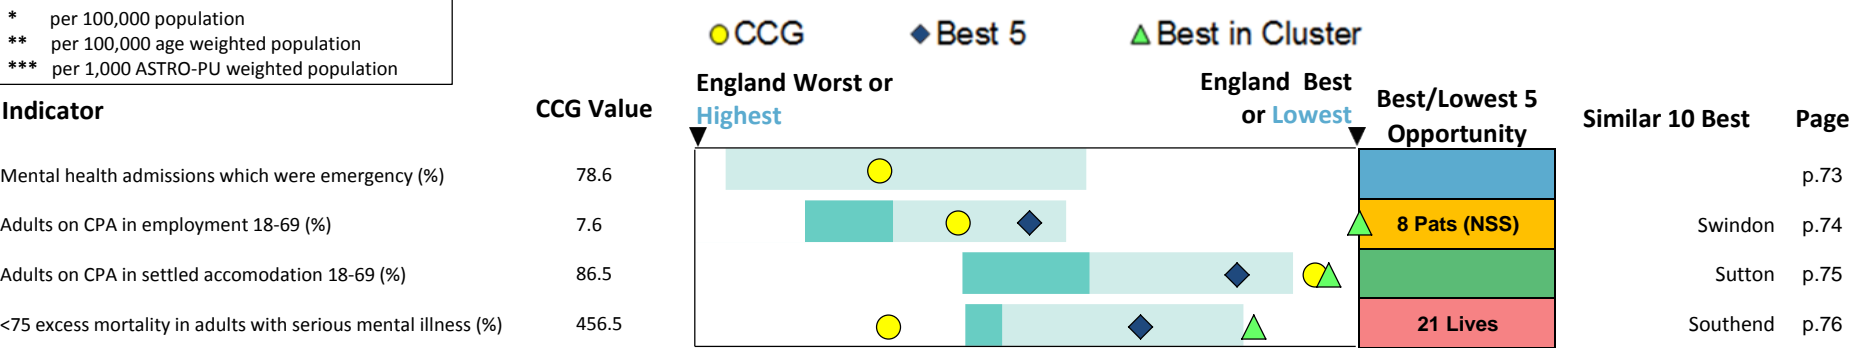 * per 100,000 population
** per 100,000 age weighted population
*** per 1,000 ASTRO-PU weighted population
CCG Best 5 Best in Cluster
England Worst or
Highest
England Best
or Lowest
Best/Lowest 5
Opportunity
Indicator CCG Value Similar 10 Best Page
Mental health admissions which were emergency (%) 78.6 p.73
Adults on CPA in employment 18-69 (%) 7.6 8 Pats (NSS) Swindon p.74
Adults on CPA in settled accomodation 18-69 (%) 86.5 Sutton p.75
<75 excess mortality in adults with serious mental illness (%) 456.5 21 Lives Southend p.76